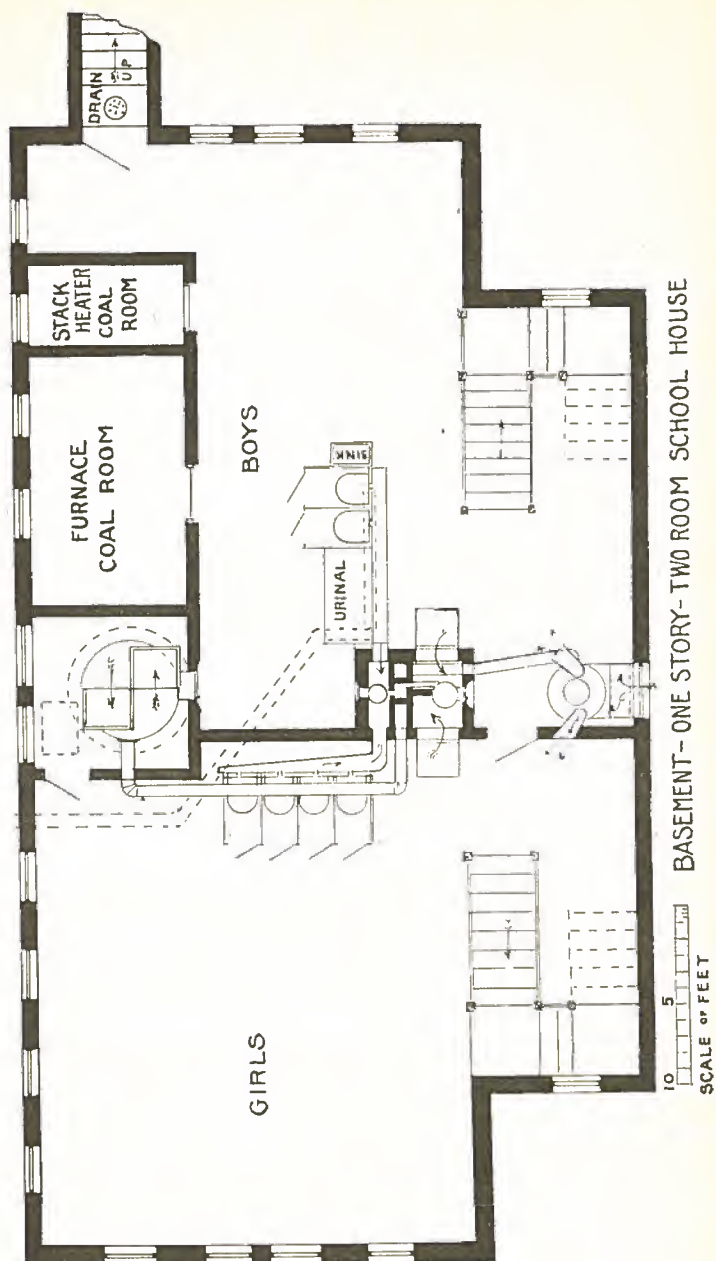 DRAIN
UP
STACK
HEATER
COAL
ROOM
FURNACE
COAL ROOM
BOYS
SINK
URINAL
GIRLS
BASEMENT- ONE STORY- TWO ROOM SCHOOL HOUSE
10 5
SCALE OF FEET